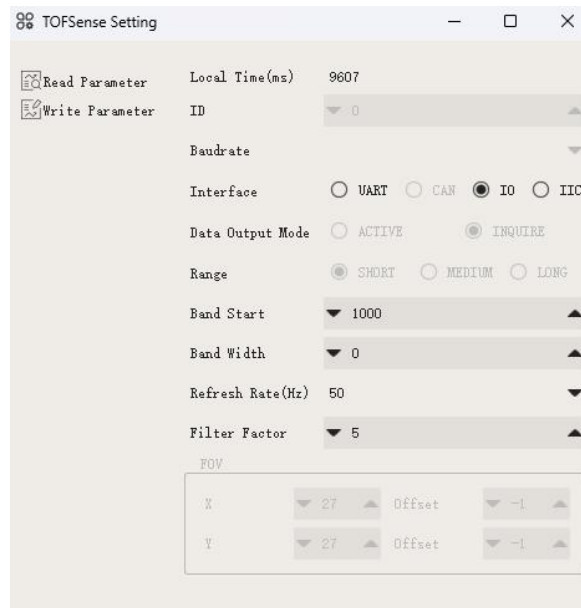 TOFSense Setting
Read Parameter
Write Parameter
Local Time(ms) 9607
ID 0
Baudrate
Interface UART CAN IO IIC
Data Output Mode ACTIVE INQUIRE
Range SHORT MEDIUM LONG
Band Start 1000
Band Width 0
Refresh Rate(Hz) 50
Filter Factor 5
FOV
X 27 Offset -1
Y 27 Offset -1